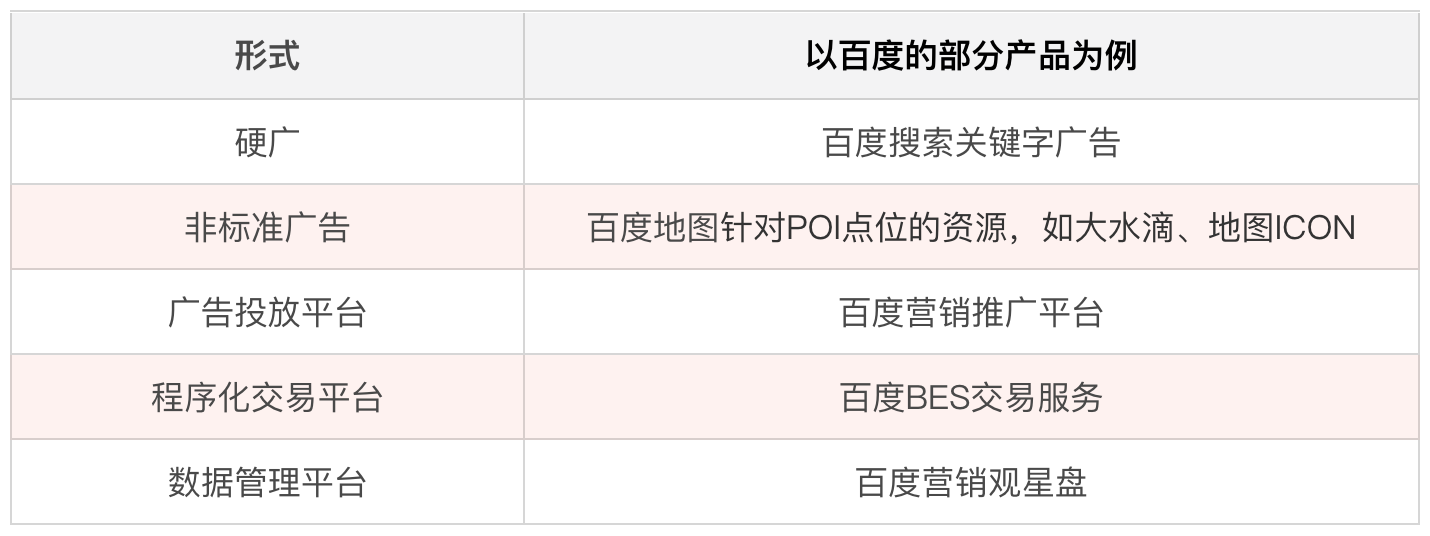 形式 以百度的部分产品为例
硬广 百度搜索关键字广告
非标准广告 百度地图针对POI点位的资源，如大水滴、地图ICON
广告投放平台 百度营销推广平台
程序化交易平台 百度BES交易服务
数据管理平台 百度营销观星盘